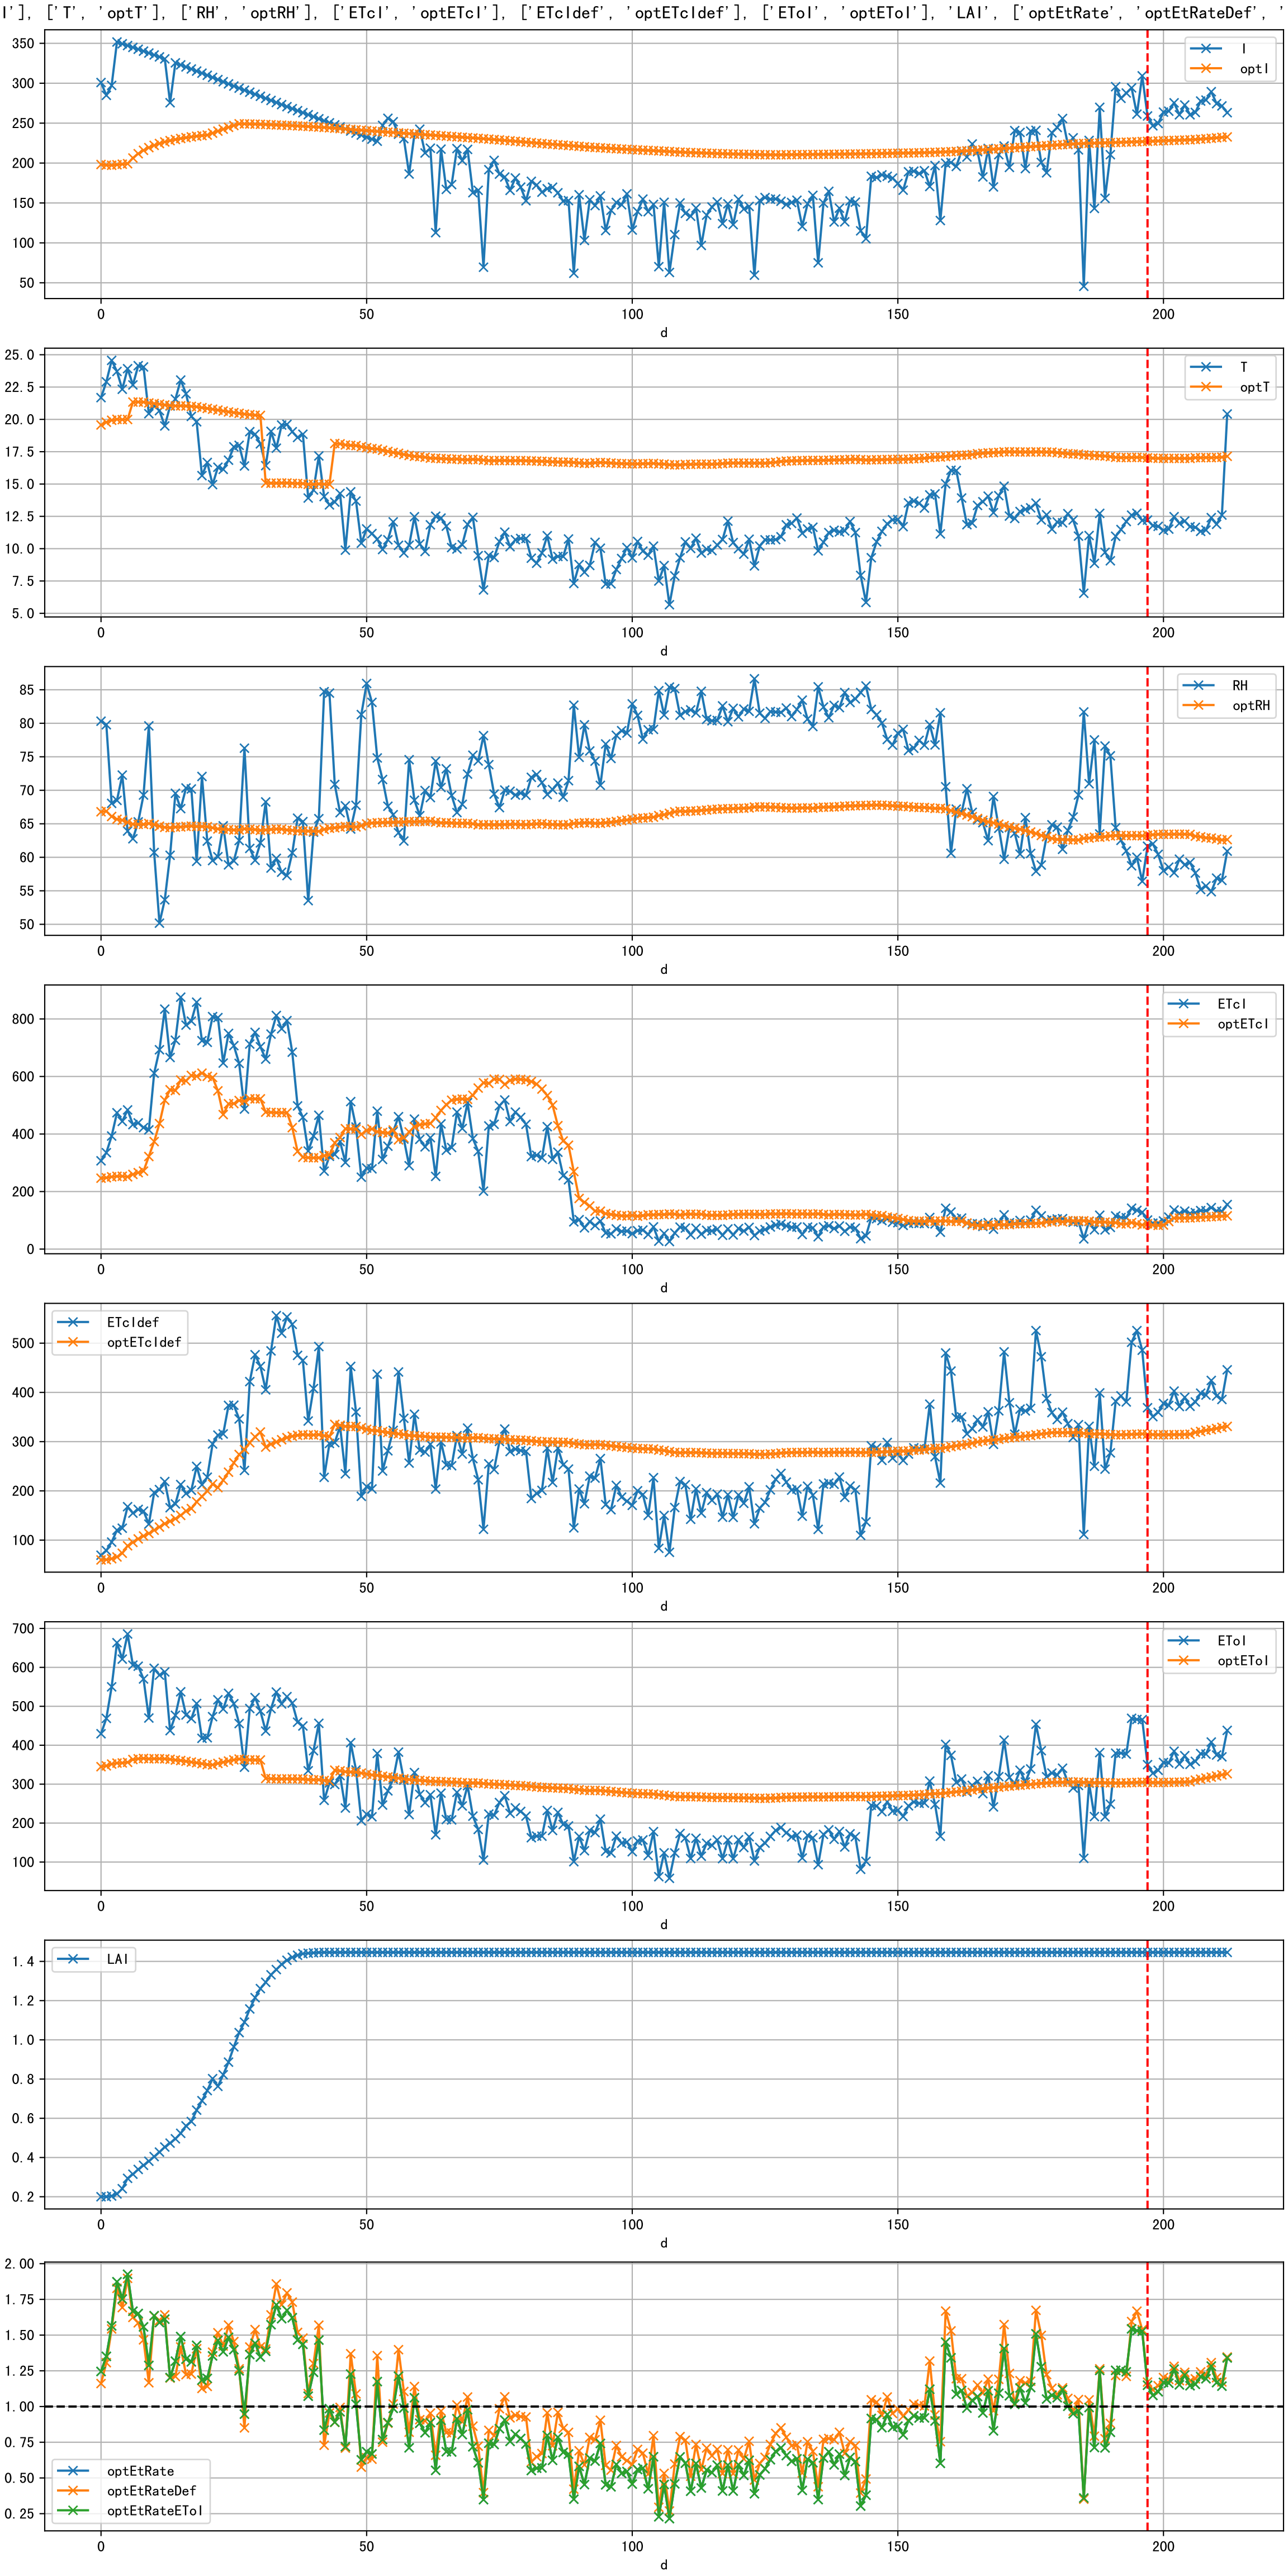 I'], ['T', 'optT'], ['RH', 'optRH'], ['ETcI', 'optETcI'], ['ETcIdef', 'optETcIdef'], ['EToI', 'optEToI'], 'LAI', ['optEtRate', 'optEtRateDef', '
350
300
250
200
150
100
50
I
optI
0 50 100 150 200
d
25.0
22.5
20.0
17.5
15.0
12.5
10.0
7.5
5.0
T
optT
0 50 100 150 200
d
85
80
75
70
65
60
55
50
RH
optRH
0 50 100 150 200
d
800
600
400
200
0
ETcI
optETcI
0 50 100 150 200
d
500
400
300
200
100
ETcIdef
optETcIdef
0 50 100 150 200
d
700
600
500
400
300
200
100
EToI
optEToI
0 50 100 150 200
d
1.4
1.2
1.0
0.8
0.6
0.4
0.2
LAI
0 50 100 150 200
d
2.00
1.75
1.50
1.25
1.00
0.75
0.50
0.25
optEtRate
optEtRateDef
optEtRateEToI
0 50 100 150 200
d